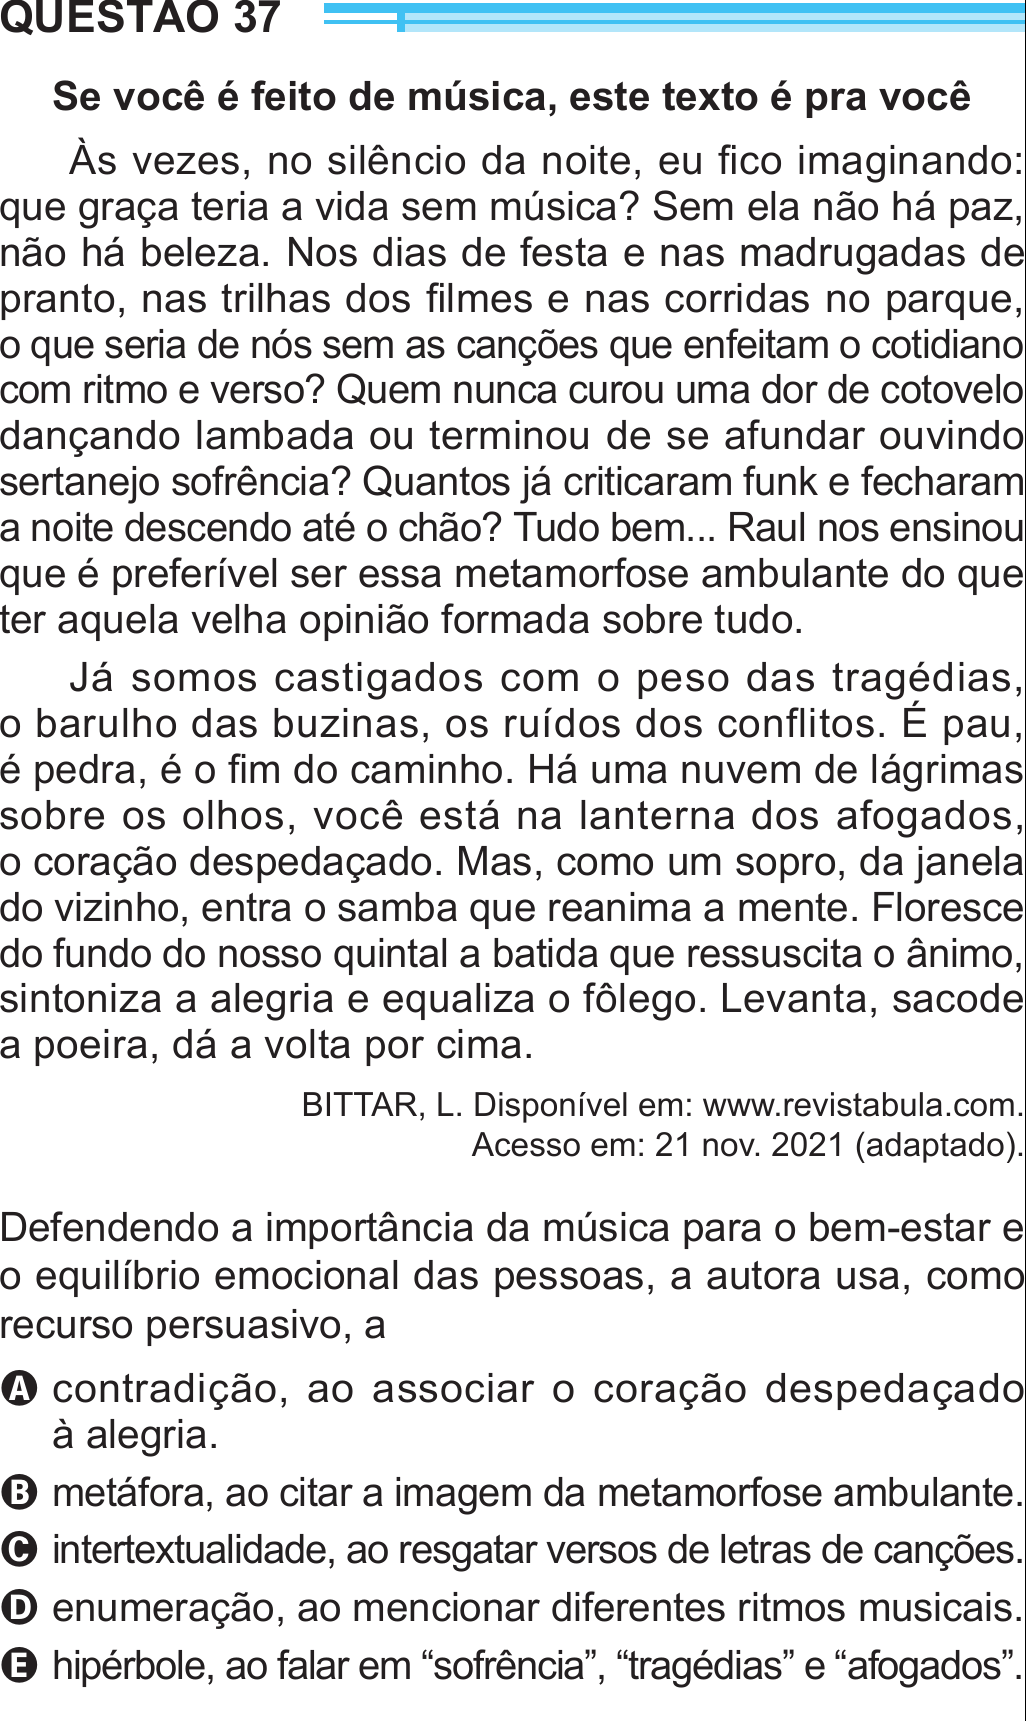 QUESTÃO 37
Se você é feito de música, este texto é pra você
Às vezes, no silêncio da noite, eu fico imaginando:
que graça teria a vida sem música? Sem ela não há paz,
não há beleza. Nos dias de festa e nas madrugadas de
pranto, nas trilhas dos filmes e nas corridas no parque,
o que seria de nós sem as canções que enfeitam o cotidiano
com ritmo e verso? Quem nunca curou uma dor de cotovelo
dançando lambada ou terminou de se afundar ouvindo
sertanejo sofrência? Quantos já criticaram funk e fecharam
a noite descendo até o chão? Tudo bem... Raul nos ensinou
que é preferível ser essa metamorfose ambulante do que
ter aquela velha opinião formada sobre tudo.
Já somos castigados com o peso das tragédias,
o barulho das buzinas, os ruídos dos conflitos. É pau,
é pedra, é o fim do caminho. Há uma nuvem de lágrimas
sobre os olhos, você está na lanterna dos afogados,
o coração despedaçado. Mas, como um sopro, da janela
do vizinho, entra o samba que reanima a mente. Floresce
do fundo do nosso quintal a batida que ressuscita o ânimo,
sintoniza a alegria e equaliza o fôlego. Levanta, sacode
a poeira, dá a volta por cima.
BITTAR, L. Disponível em: www.revistabula.com.
Acesso em: 21 nov. 2021 (adaptado).
Defendendo a importância da música para o bem-estar e
o equilíbrio emocional das pessoas, a autora usa, como
recurso persuasivo, a
A contradição, ao associar o coração despedaçado
à alegria.
B metáfora, ao citar a imagem da metamorfose ambulante.
C intertextualidade, ao resgatar versos de letras de canções.
D enumeração, ao mencionar diferentes ritmos musicais.
E hipérbole, ao falar em “sofrência”, “tragédias” e “afogados”.